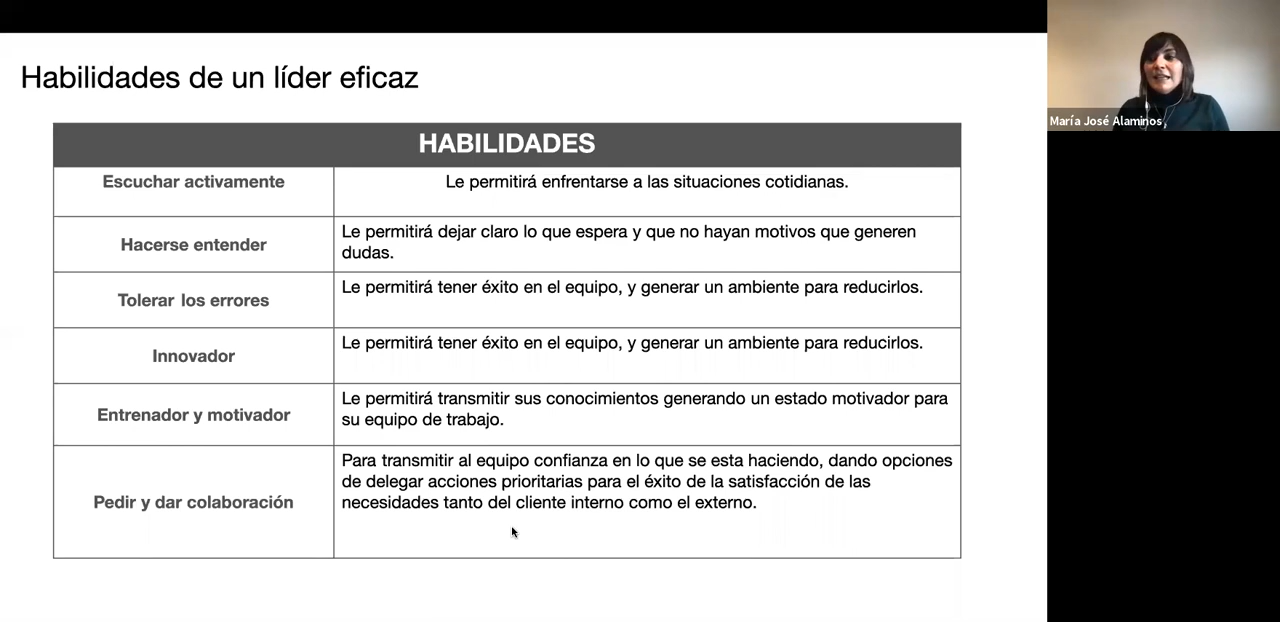 Habilidades de un líder eficaz
María José Alaminos
HABILIDADES
Escuchar activamente
Le permitirá enfrentarse a las situaciones cotidianas.
Hacerse entender
Le permitirá dejar claro lo que espera y que no hayan motivos que generen
dudas.
Tolerar los errores
Le permitirá tener éxito en el equipo, y generar un ambiente para reducirlos.
Innovador
Le permitirá tener éxito en el equipo, y generar un ambiente para reducirlos.
Entrenador y motivador
Le permitirá transmitir sus conocimientos generando un estado motivador para
su equipo de trabajo.
Pedir y dar colaboración
Para transmitir al equipo confianza en lo que se esta haciendo, dando opciones
de delegar acciones prioritarias para el éxito de la satisfacción de las
necesidades tanto del cliente interno como el externo.